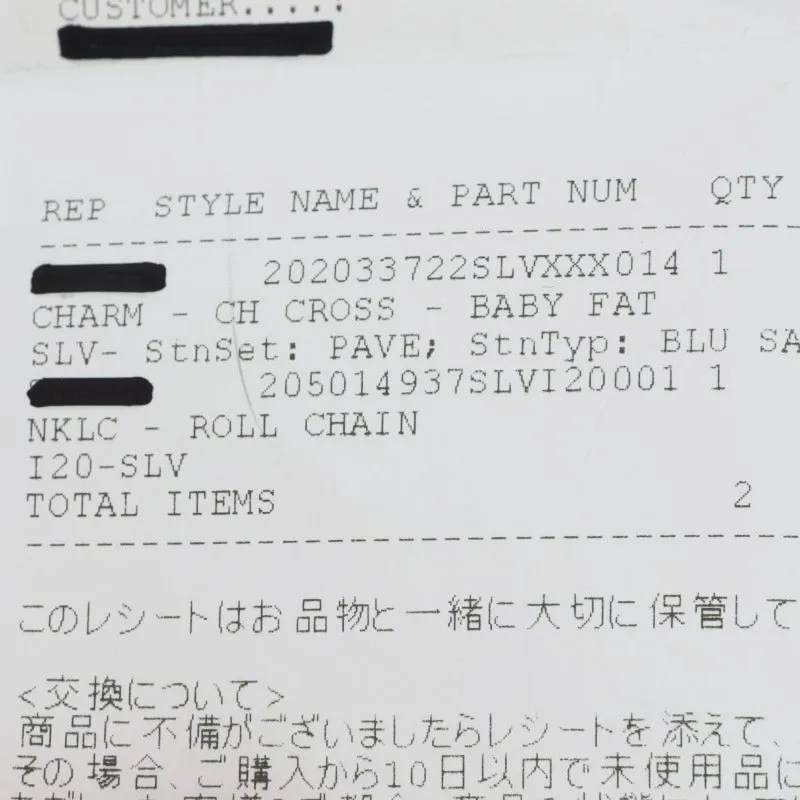 CUSTOMER....:
REP STYLE NAME & PART NUM QTY
202033722SLVXXX014 1
CHARM - CH CROSS - BABY FAT
SLV- StnSet: PAVE; StnTyp: BLU SA
205014937SLVI20001 1
NKLC - ROLL CHAIN
I20-SLV
TOTAL ITEMS 2
このレシートはお品物と一緒に大切に保管して
<交換について>
商品に不備がございましたらレシートを添えて、
その場合、ご購入から10日以内で未使用品に